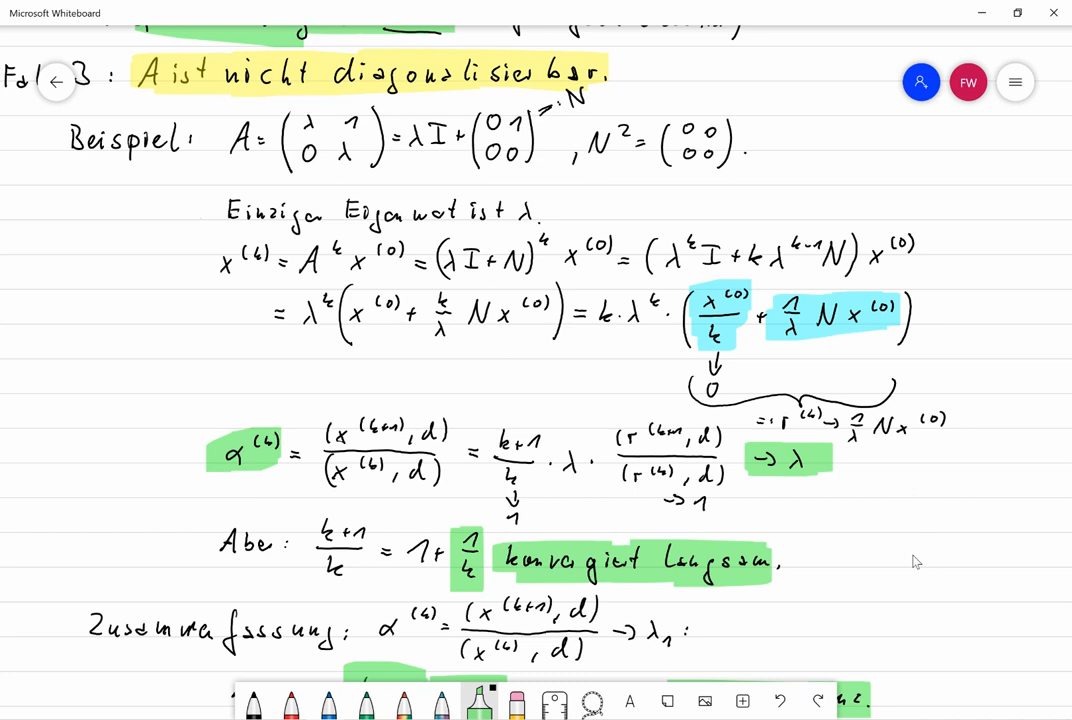 Microsoft Whiteboard
Fall 3: A ist nicht diagonalisierbar.
FW
Beispiel: A = (λ 1 / 0 λ) = λI + (0 1 / 0 0) =: N, N² = (0 0 / 0 0).
Einziger Eigenwert ist λ.
x^(k) = A^k x^(0) = (λI + N)^k x^(0) = (λ^k I + k λ^(k-1) N) x^(0)
= λ^k (x^(0) + k/λ N x^(0)) = k · λ^k · (x^(0)/k + 1/λ N x^(0))
↓
0
=: r^(k) → 1/λ N x^(0)
α^(k) = (x^(k+1), d) / (x^(k), d) = (k+1)/k · λ · (r^(k+1), d) / (r^(k), d) → λ
↓ → 1
1
Aber: (k+1)/k = 1 + 1/k konvergiert langsam.
Zusammenfassung: α^(k) = (x^(k+1), d) / (x^(k), d) → λ₁ :